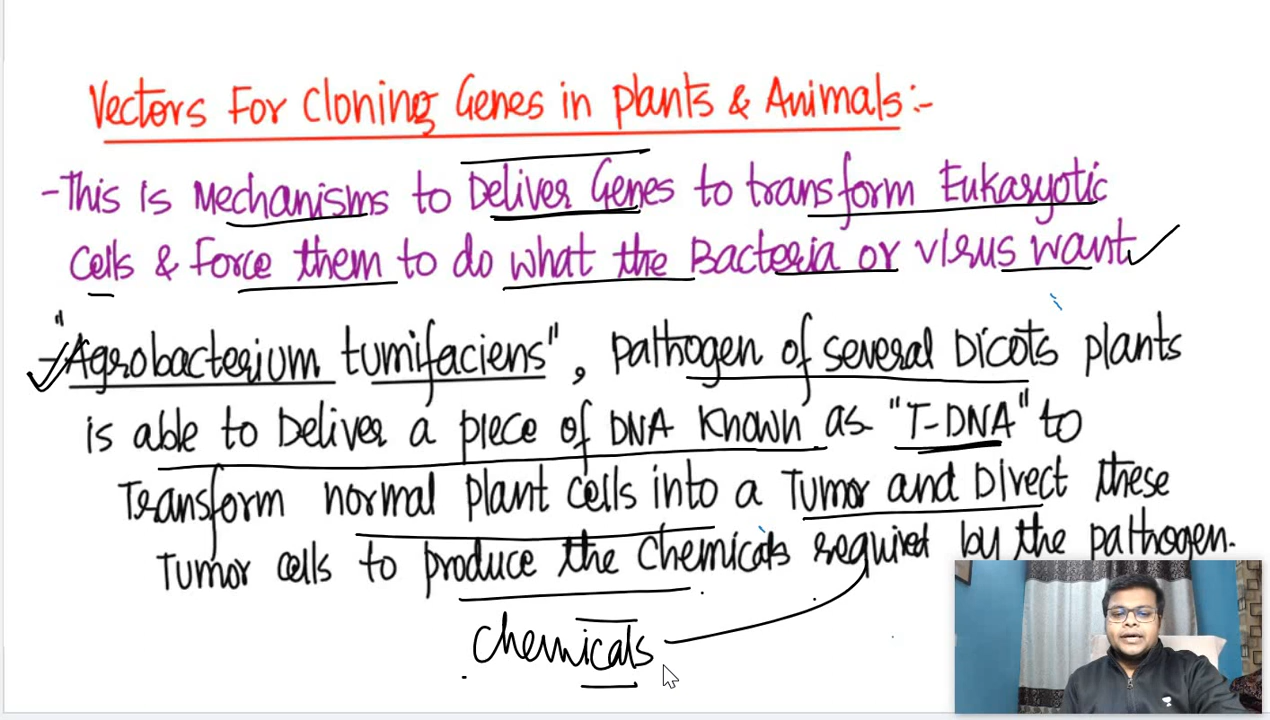 Vectors For Cloning Genes in plants & Animals:-
-This is Mechanisms to Deliver Genes to transform Eukaryotic
Cells & Force them to do what the Bacteria or virus want
"Agrobacterium tumifaciens", pathogen of several Dicots plants
is able to Deliver a piece of DNA Known as "T-DNA" to
Transform normal plant cells into a Tumor and Direct these
Tumor cells to produce the Chemicals required by the pathogen.
Chemicals